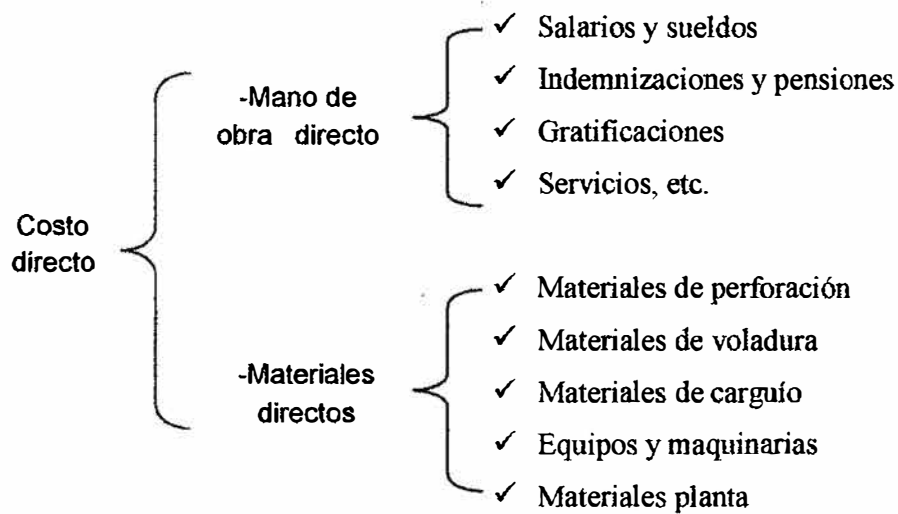 Costo
directo
-Mano de
obra directo
✓ Salarios y sueldos
✓ Indemnizaciones y pensiones
✓ Gratificaciones
✓ Servicios, etc.
-Materiales
directos
✓ Materiales de perforación
✓ Materiales de voladura
✓ Materiales de carguío
✓ Equipos y maquinarias
✓ Materiales planta